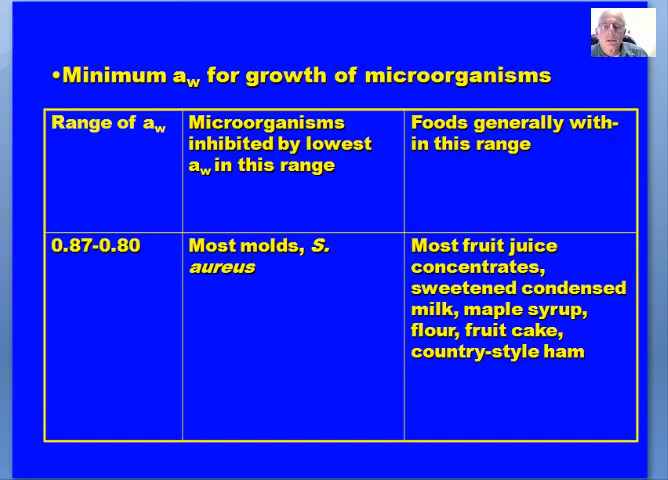 •Minimum aw for growth of microorganisms
Range of aw
Microorganisms
inhibited by lowest
aw in this range
Foods generally with-
in this range
0.87-0.80
Most molds, S.
aureus
Most fruit juice
concentrates,
sweetened condensed
milk, maple syrup,
flour, fruit cake,
country-style ham